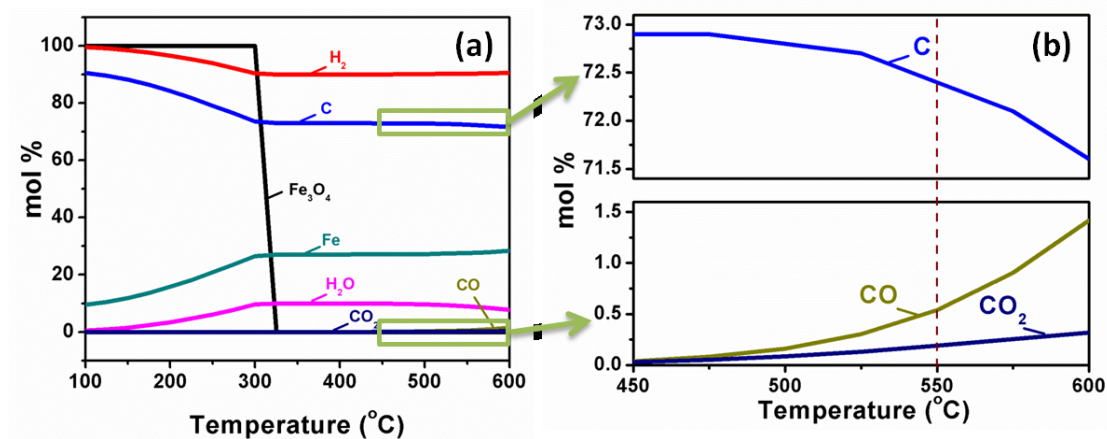 (a)
mol %
100
80
60
40
20
0
H2
C
Fe3O4
Fe
H2O
CO
CO2
100 200 300 400 500 600
Temperature (oC)
(b)
mol %
73.0
72.5
72.0
71.5
C
1.5
1.0
0.5
0.0
CO
CO2
450 500 550 600
Temperature (oC)